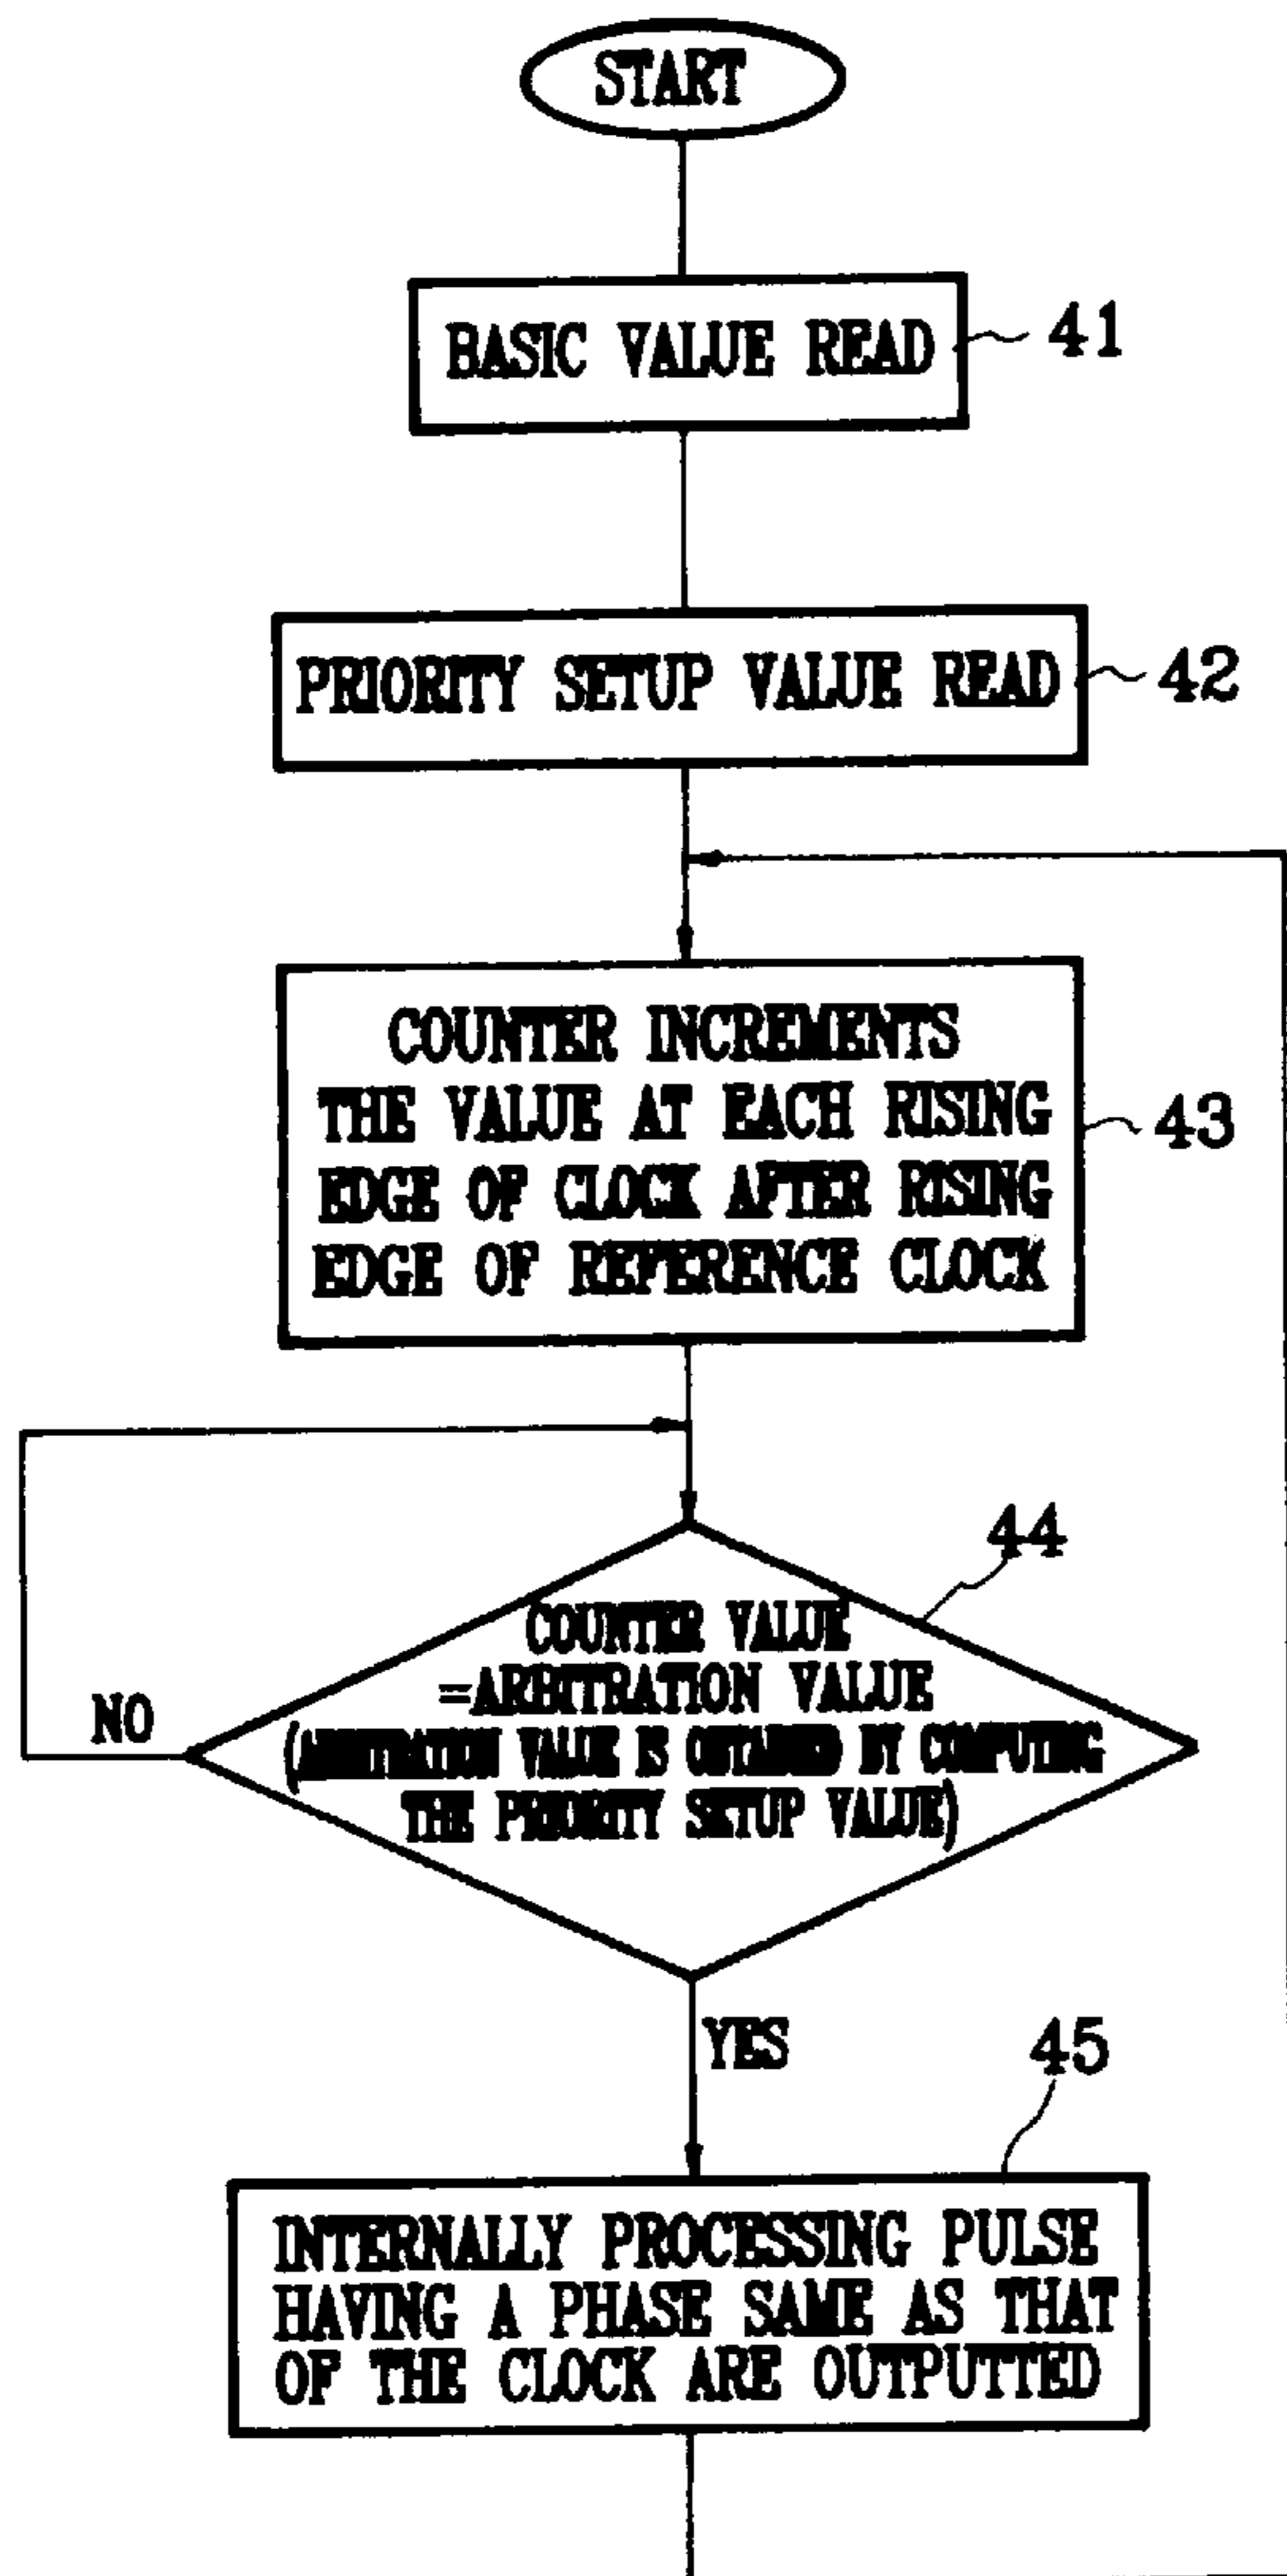 START
BASIC VALUE READ
41
PRIORITY SETUP VALUE READ
42
COUNTER INCREMENTS
THE VALUE AT EACH RISING
EDGE OF CLOCK AFTER RISING
EDGE OF REFERENCE CLOCK
43
44
COUNTER VALUE
=ARBITRATION VALUE
(ARBITRATION VALUE IS OBTAINED BY COMPUTING
THE PRIORITY SETUP VALUE)
NO
YES
45
INTERNALLY PROCESSING PULSE
HAVING A PHASE SAME AS THAT
OF THE CLOCK ARE OUTPUTTED